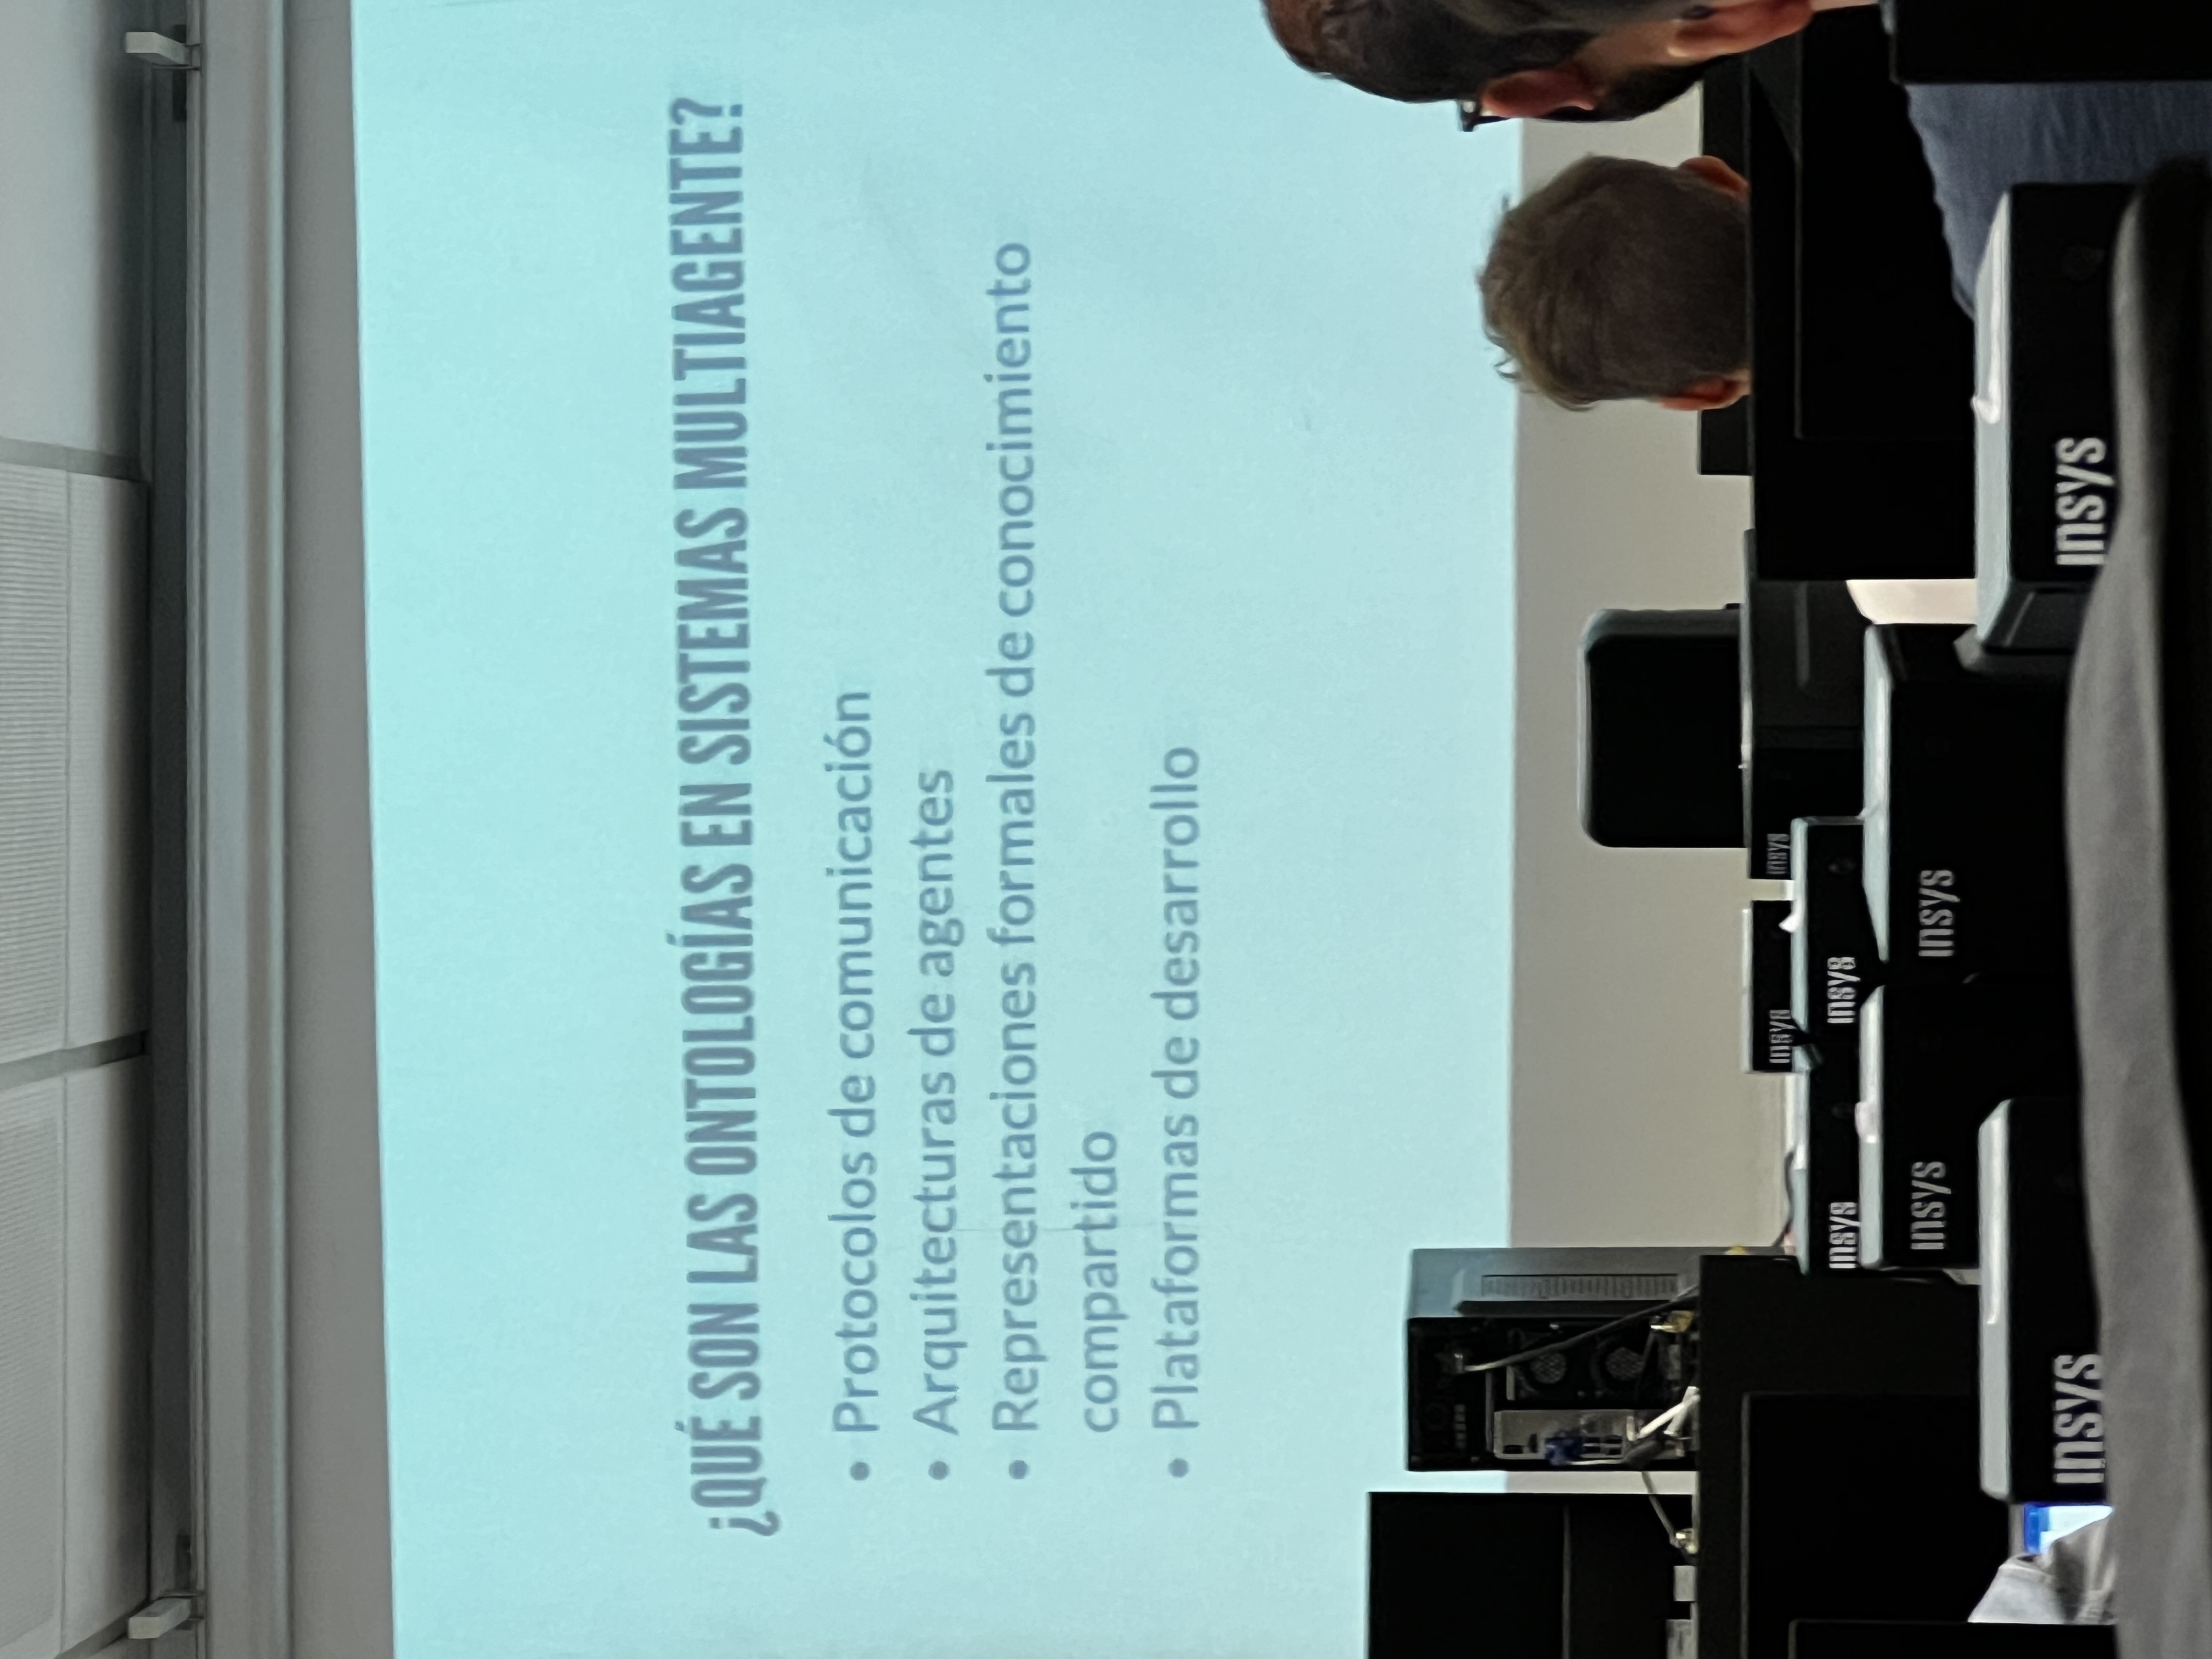 ¿QUÉ SON LAS ONTOLOGÍAS EN SISTEMAS MULTIAGENTE?
• Protocolos de comunicación
• Arquitecturas de agentes
• Representaciones formales de conocimiento
compartido
• Plataformas de desarrollo
insys
insys
insys
insys
insys
insys
insys
insys